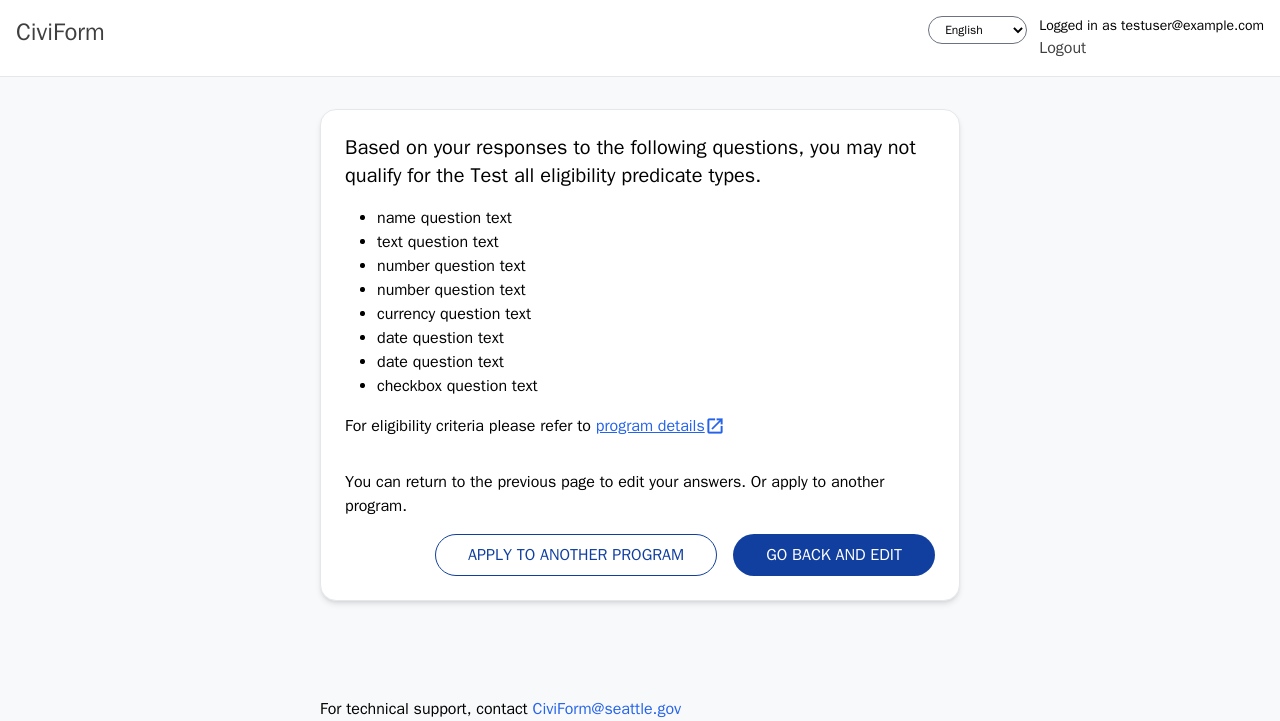 CiviForm
English
Logged in as testuser@example.com
Logout
Based on your responses to the following questions, you may not
qualify for the Test all eligibility predicate types.
name question text
text question text
number question text
number question text
currency question text
date question text
date question text
checkbox question text
For eligibility criteria please refer to program details
You can return to the previous page to edit your answers. Or apply to another
program.
APPLY TO ANOTHER PROGRAM
GO BACK AND EDIT
For technical support, contact CiviForm@seattle.gov